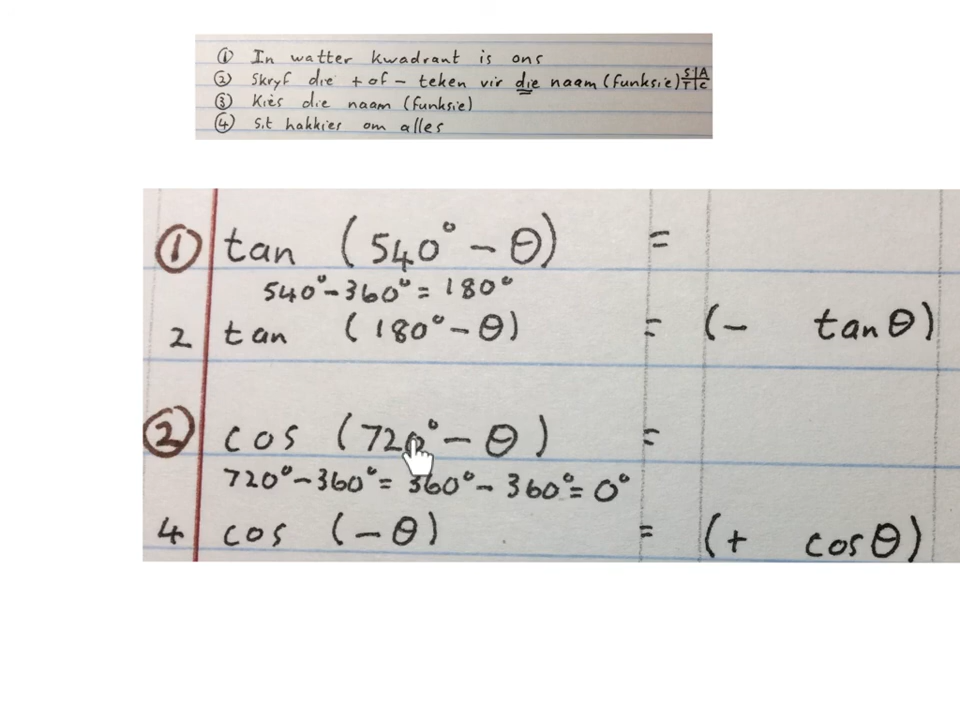 ① In watter kwadrant is ons
② Skryf die + of - teken vir die naam (funksie) S|A T|C
③ Kies die naam (funksie)
④ Sit hakkies om alles
① tan (540° - θ) =
540° - 360° = 180°
2 tan (180° - θ) = (- tanθ)
② cos (720° - θ) =
720° - 360° = 360° - 360° = 0°
4 cos (-θ) = (+ cosθ)